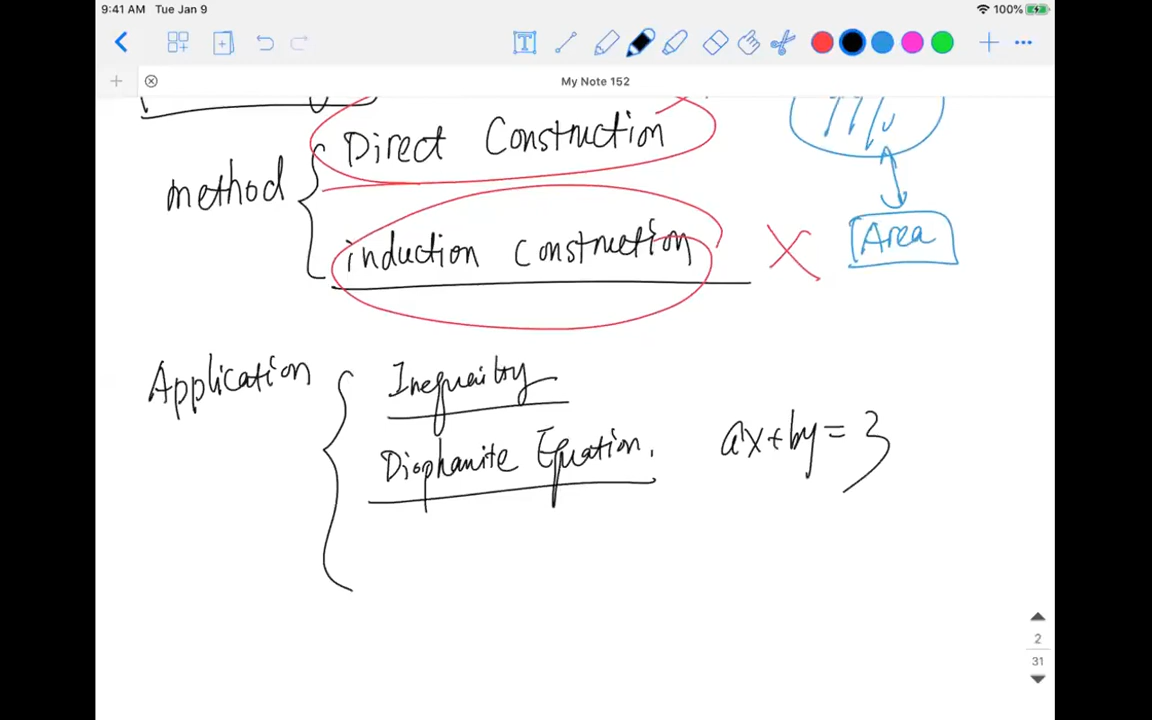 9:41 AM Tue Jan 9
100%
My Note 152
method
Direct Construction
induction construction
X
Area
Application
Inequality
Diophanite Equation.
ax+by=3
2
31